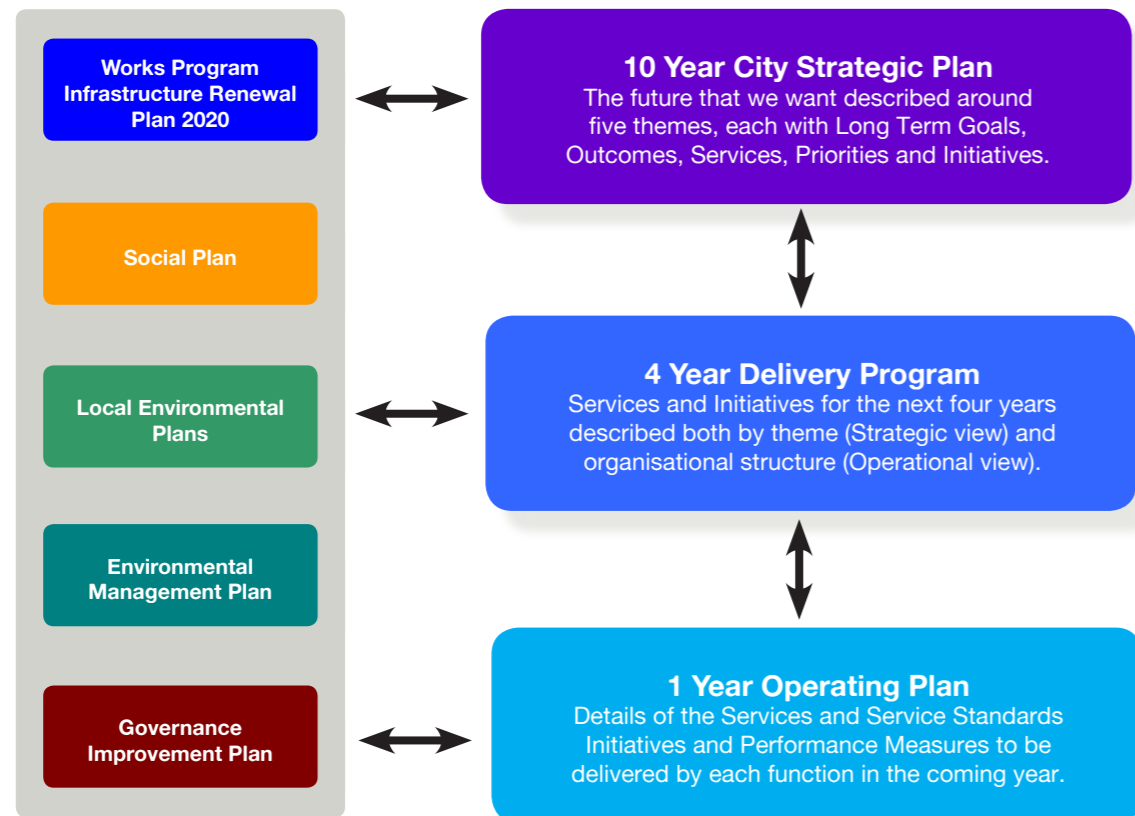 Works Program
Infrastructure Renewal
Plan 2020
Social Plan
Local Environmental
Plans
Environmental
Management Plan
Governance
Improvement Plan
10 Year City Strategic Plan
The future that we want described around
five themes, each with Long Term Goals,
Outcomes, Services, Priorities and Initiatives.
4 Year Delivery Program
Services and Initiatives for the next four years
described both by theme (Strategic view) and
organisational structure (Operational view).
1 Year Operating Plan
Details of the Services and Service Standards
Initiatives and Performance Measures to be
delivered by each function in the coming year.